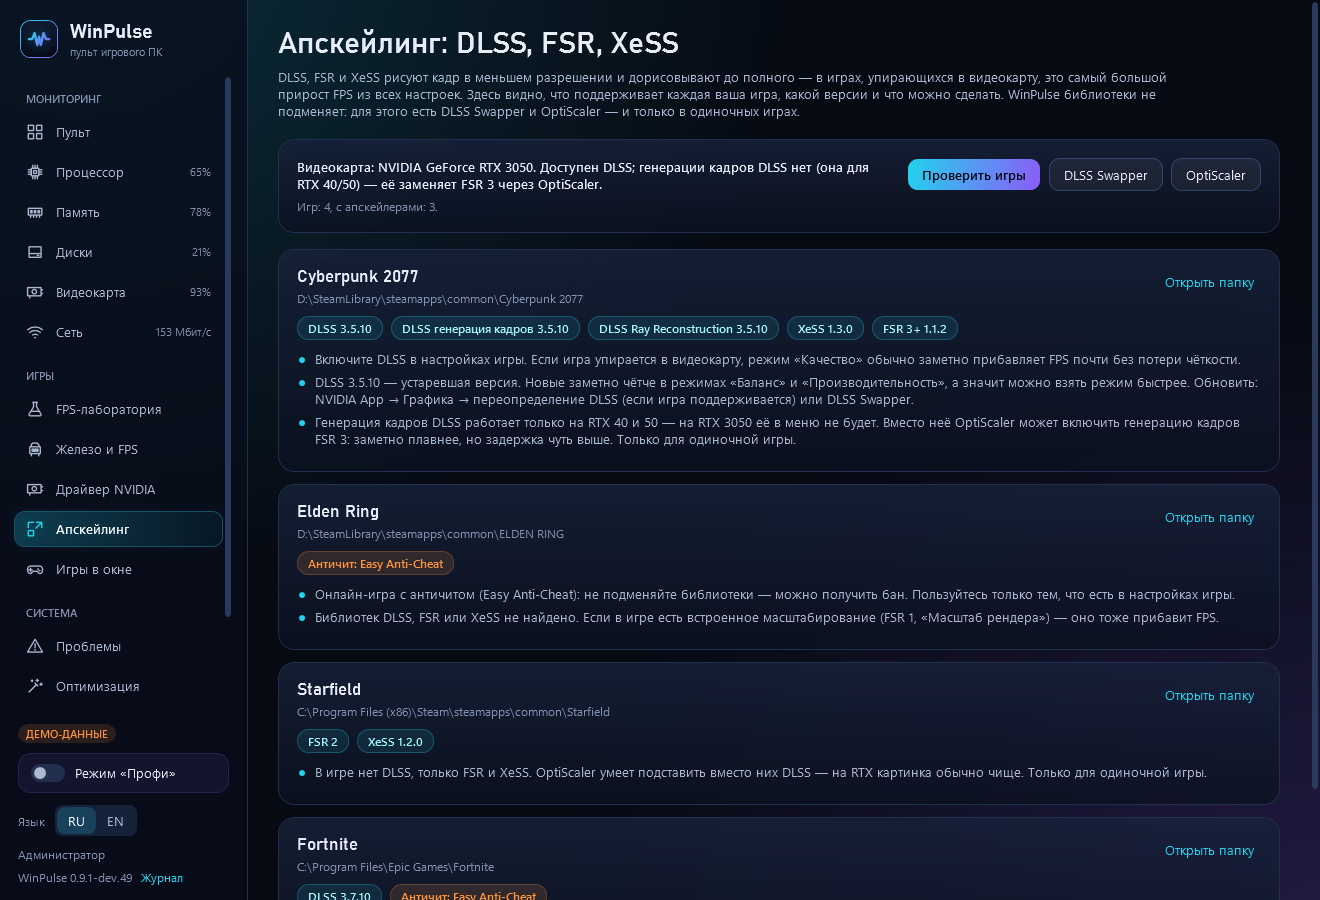 WinPulse
пульт игрового ПК
МОНИТОРИНГ
Пульт
Процессор 65%
Память 78%
Диски 21%
Видеокарта 93%
Сеть 153 Мбит/с
ИГРЫ
FPS-лаборатория
Железо и FPS
Драйвер NVIDIA
Апскейлинг
Игры в окне
СИСТЕМА
Проблемы
Оптимизация
ДЕМО-ДАННЫЕ
Режим «Профи»
Язык RU EN
Администратор
WinPulse 0.9.1-dev.49 Журнал
Апскейлинг: DLSS, FSR, XeSS
DLSS, FSR и XeSS рисуют кадр в меньшем разрешении и дорисовывают до полного — в играх, упирающихся в видеокарту, это самый большой
прирост FPS из всех настроек. Здесь видно, что поддерживает каждая ваша игра, какой версии и что можно сделать. WinPulse библиотеки не
подменяет: для этого есть DLSS Swapper и OptiScaler — и только в одиночных играх.
Видеокарта: NVIDIA GeForce RTX 3050. Доступен DLSS; генерации кадров DLSS нет (она для
RTX 40/50) — её заменяет FSR 3 через OptiScaler.
Игр: 4, с апскейлерами: 3.
Проверить игры
DLSS Swapper
OptiScaler
Cyberpunk 2077
D:\SteamLibrary\steamapps\common\Cyberpunk 2077
Открыть папку
DLSS 3.5.10
DLSS генерация кадров 3.5.10
DLSS Ray Reconstruction 3.5.10
XeSS 1.3.0
FSR 3+ 1.1.2
Включите DLSS в настройках игры. Если игра упирается в видеокарту, режим «Качество» обычно заметно прибавляет FPS почти без потери чёткости.
DLSS 3.5.10 — устаревшая версия. Новые заметно чётче в режимах «Баланс» и «Производительность», а значит можно взять режим быстрее. Обновить:
NVIDIA App → Графика → переопределение DLSS (если игра поддерживается) или DLSS Swapper.
Генерация кадров DLSS работает только на RTX 40 и 50 — на RTX 3050 её в меню не будет. Вместо неё OptiScaler может включить генерацию кадров
FSR 3: заметно плавнее, но задержка чуть выше. Только для одиночной игры.
Elden Ring
D:\SteamLibrary\steamapps\common\ELDEN RING
Открыть папку
Античит: Easy Anti-Cheat
Онлайн-игра с античитом (Easy Anti-Cheat): не подменяйте библиотеки — можно получить бан. Пользуйтесь только тем, что есть в настройках игры.
Библиотек DLSS, FSR или XeSS не найдено. Если в игре есть встроенное масштабирование (FSR 1, «Масштаб рендера») — оно тоже прибавит FPS.
Starfield
C:\Program Files (x86)\Steam\steamapps\common\Starfield
Открыть папку
FSR 2
XeSS 1.2.0
В игре нет DLSS, только FSR и XeSS. OptiScaler умеет подставить вместо них DLSS — на RTX картинка обычно чище. Только для одиночной игры.
Fortnite
C:\Program Files\Epic Games\Fortnite
Открыть папку
DLSS 3.7.10
Античит: Easy Anti-Cheat